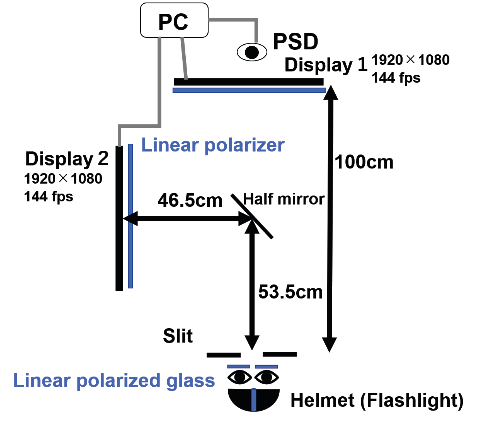 PC
PSD
Display 1 1920×1080
144 fps
Linear polarizer
Display 2
1920×1080
144 fps
100cm
46.5cm
Half mirror
53.5cm
Slit
Linear polarized glass
Helmet (Flashlight)